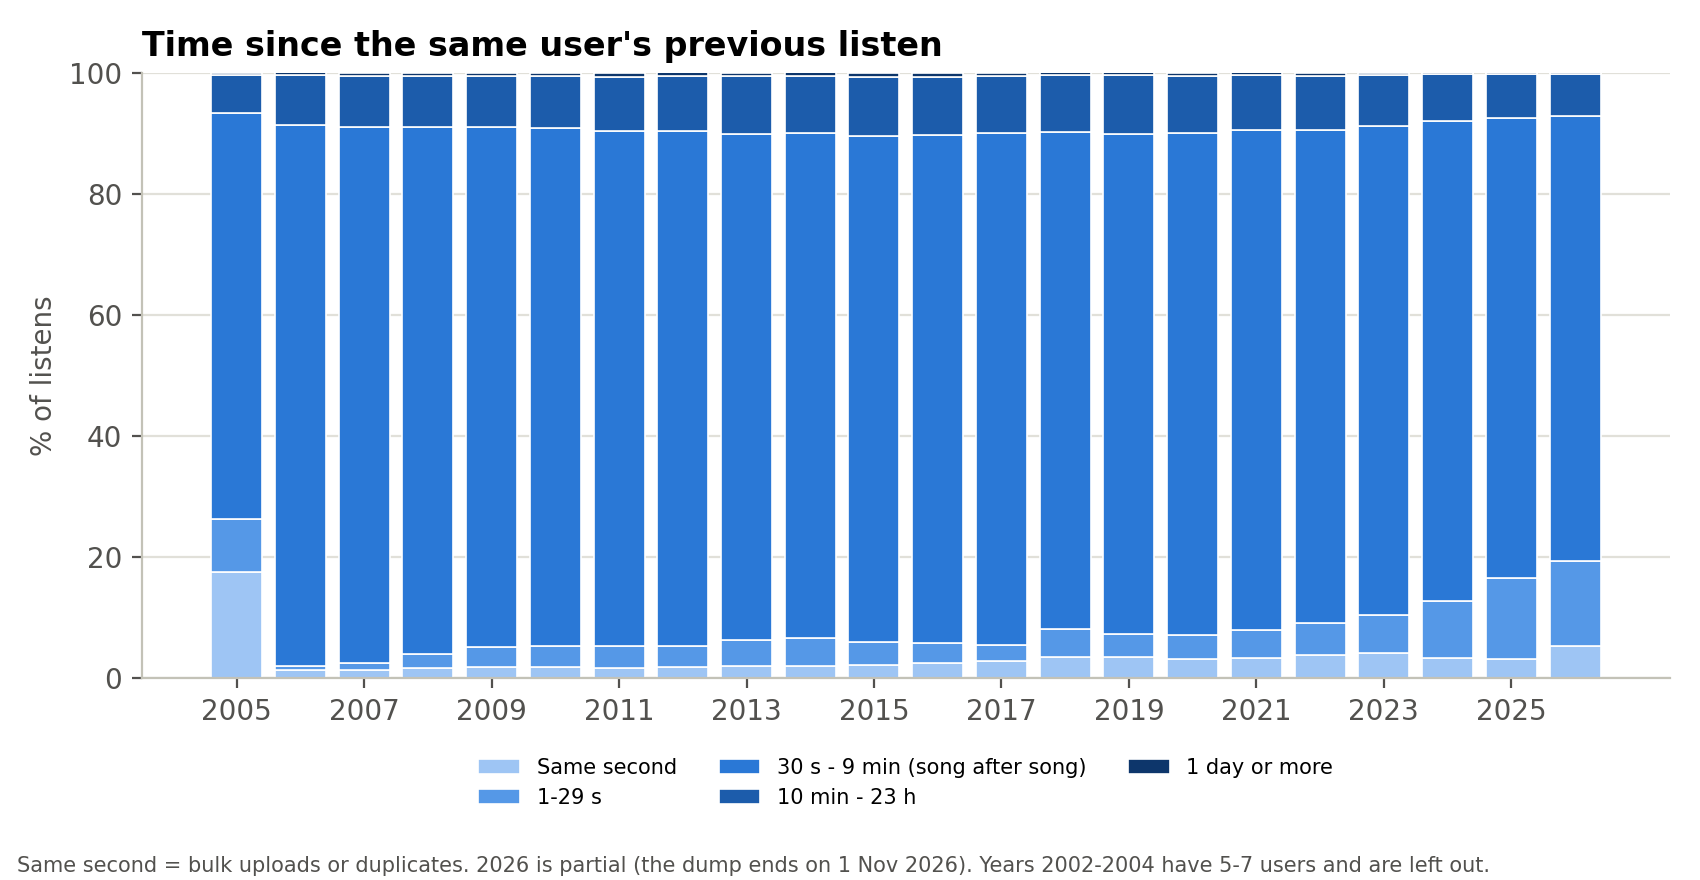 Time since the same user's previous listen
100
80
60
40
20
0
% of listens
2005 2007 2009 2011 2013 2015 2017 2019 2021 2023 2025
Same second
1-29 s
30 s - 9 min (song after song)
10 min - 23 h
1 day or more
Same second = bulk uploads or duplicates. 2026 is partial (the dump ends on 1 Nov 2026). Years 2002-2004 have 5-7 users and are left out.